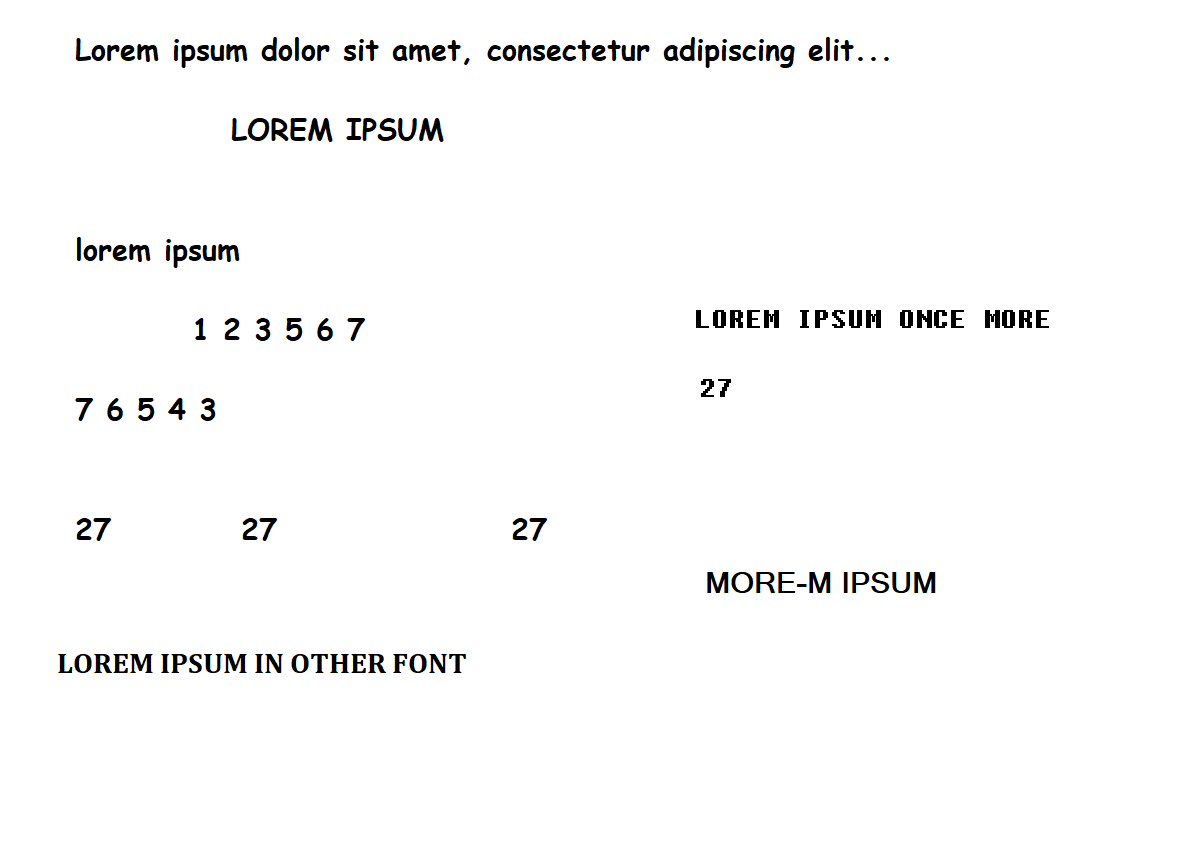 Lorem ipsum dolor sit amet, consectetur adipiscing elit...
LOREM IPSUM
lorem ipsum
1 2 3 5 6 7
LOREM IPSUM ONCE MORE
27
7 6 5 4 3
27 27 27
MORE-M IPSUM
LOREM IPSUM IN OTHER FONT